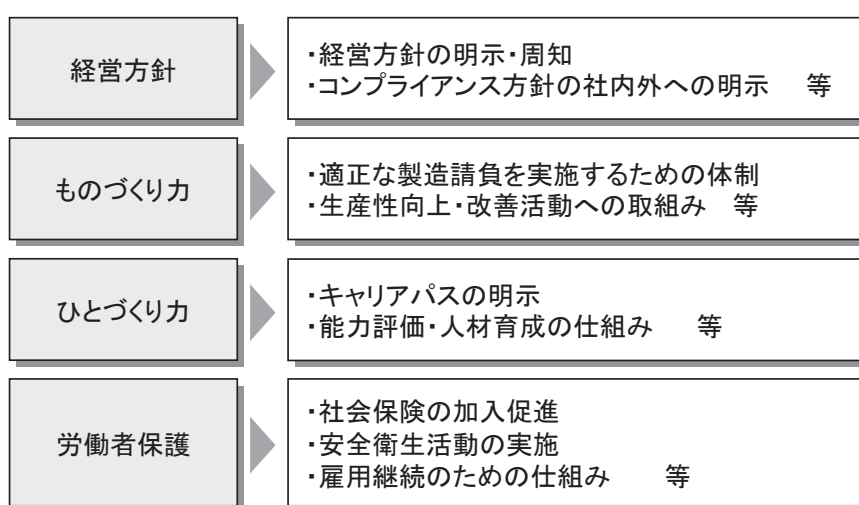 経営方針
・経営方針の明示・周知
・コンプライアンス方針の社内外への明示　等
ものづくり力
・適正な製造請負を実施するための体制
・生産性向上・改善活動への取組み　等
ひとづくり力
・キャリアパスの明示
・能力評価・人材育成の仕組み　等
労働者保護
・社会保険の加入促進
・安全衛生活動の実施
・雇用継続のための仕組み　等